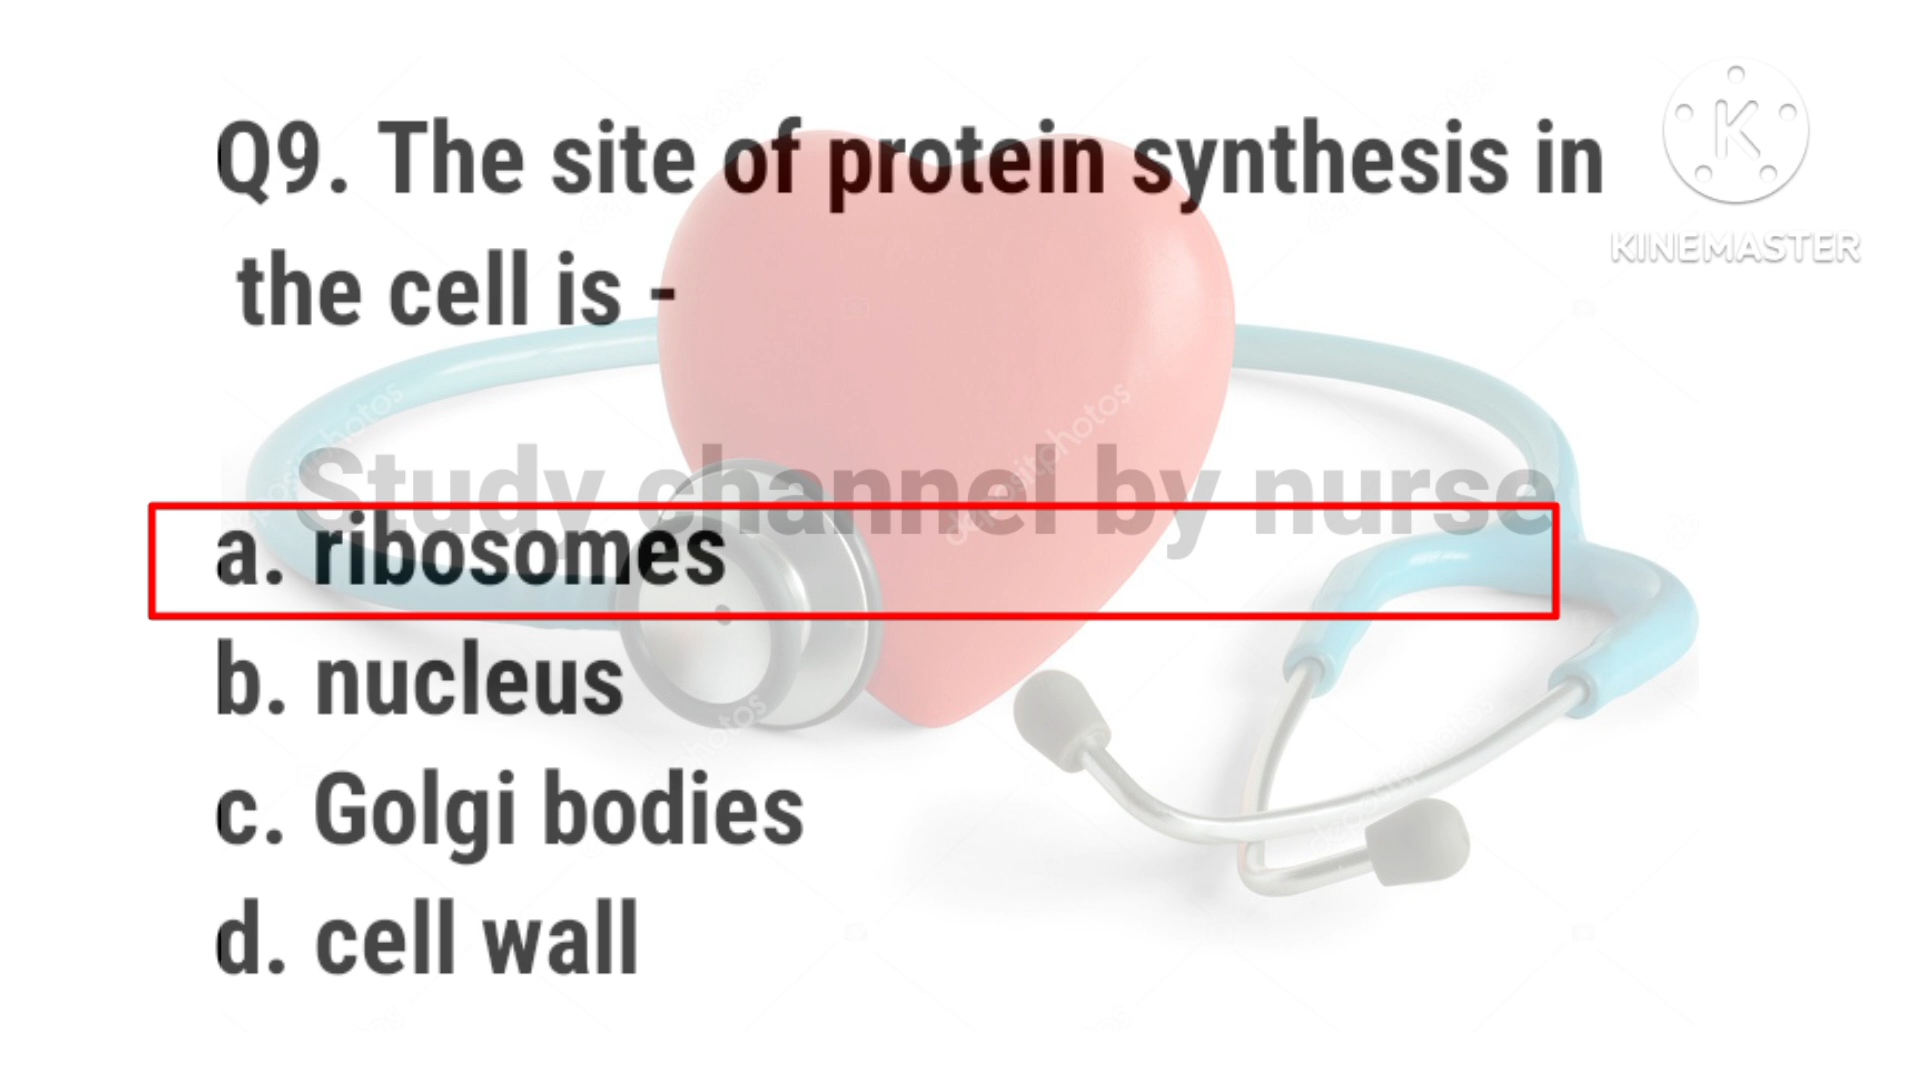 Q9. The site of protein synthesis in
the cell is -
K
KINEMASTER
Study channel by nurse
a. ribosomes
b. nucleus
c. Golgi bodies
d. cell wall
depositphotos